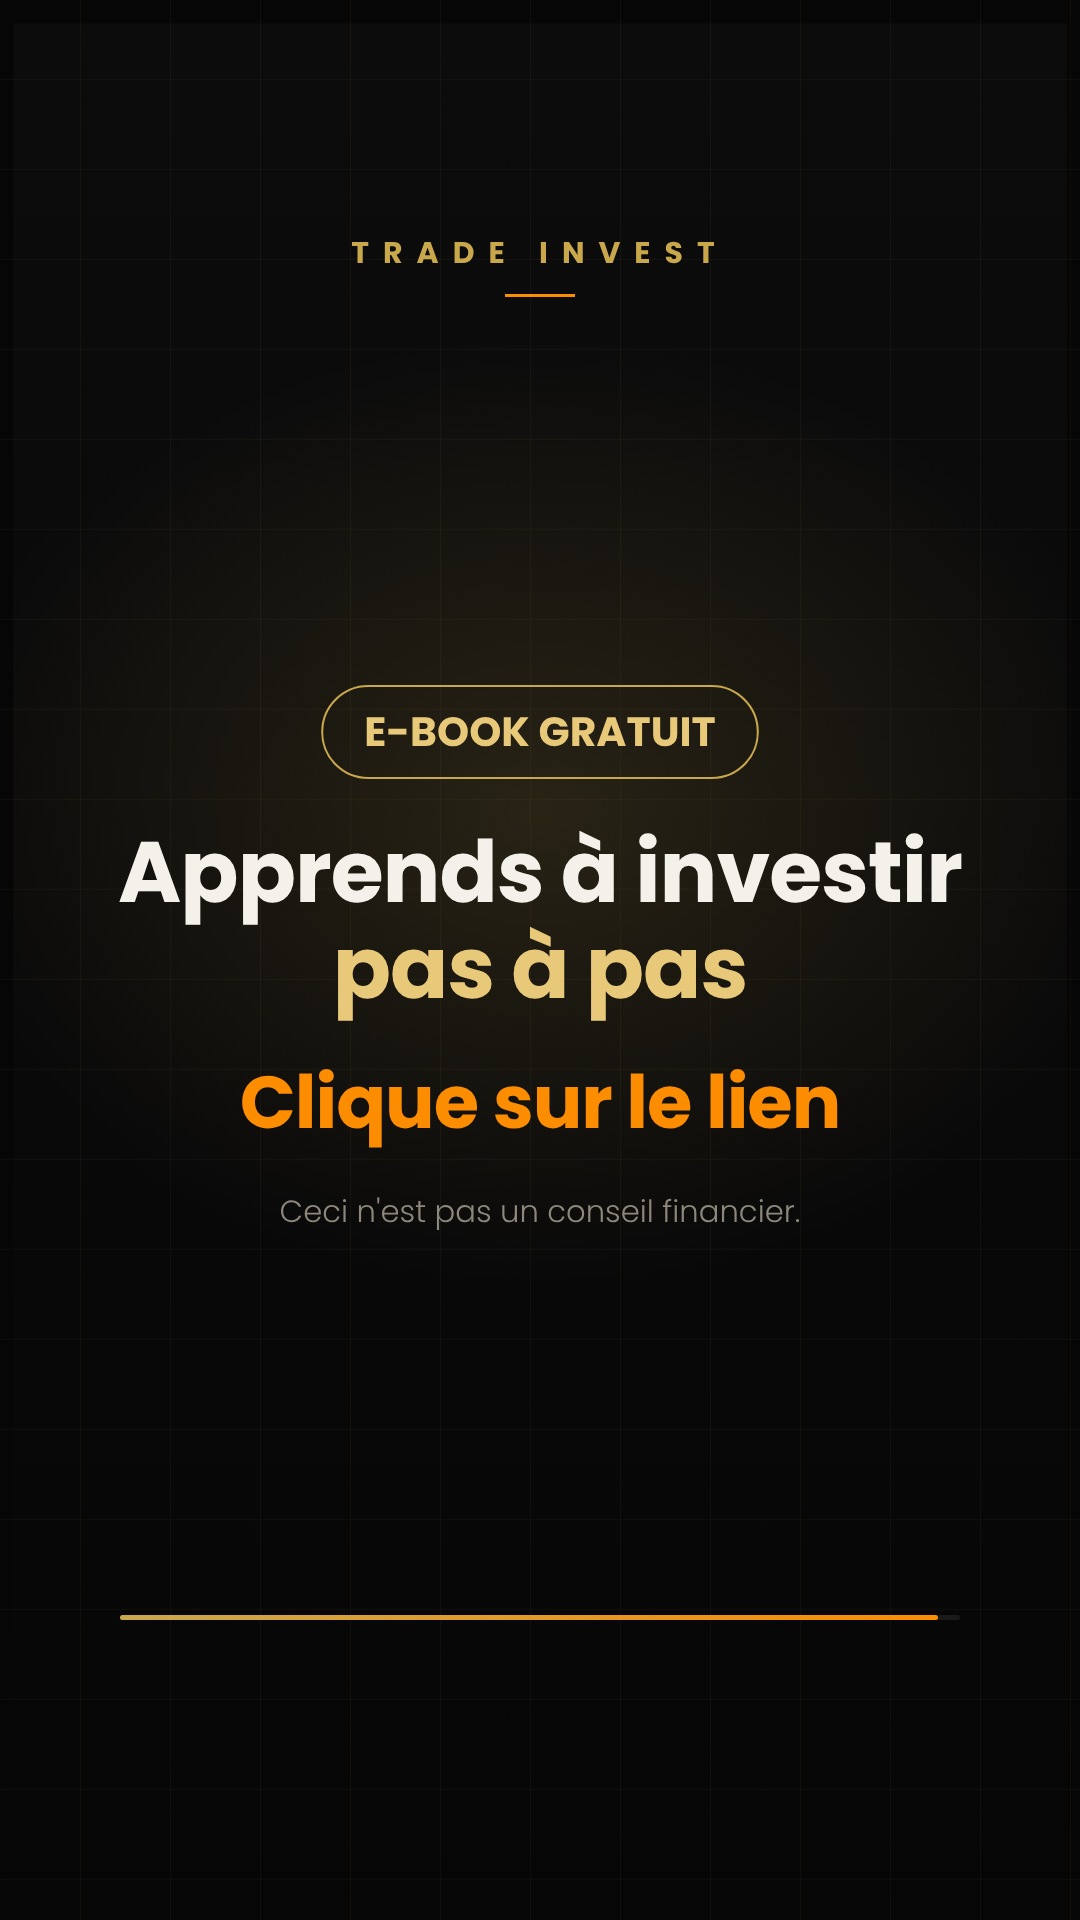 TRADE INVEST
E-BOOK GRATUIT
Apprends à investir
pas à pas
Clique sur le lien
Ceci n'est pas un conseil financier.